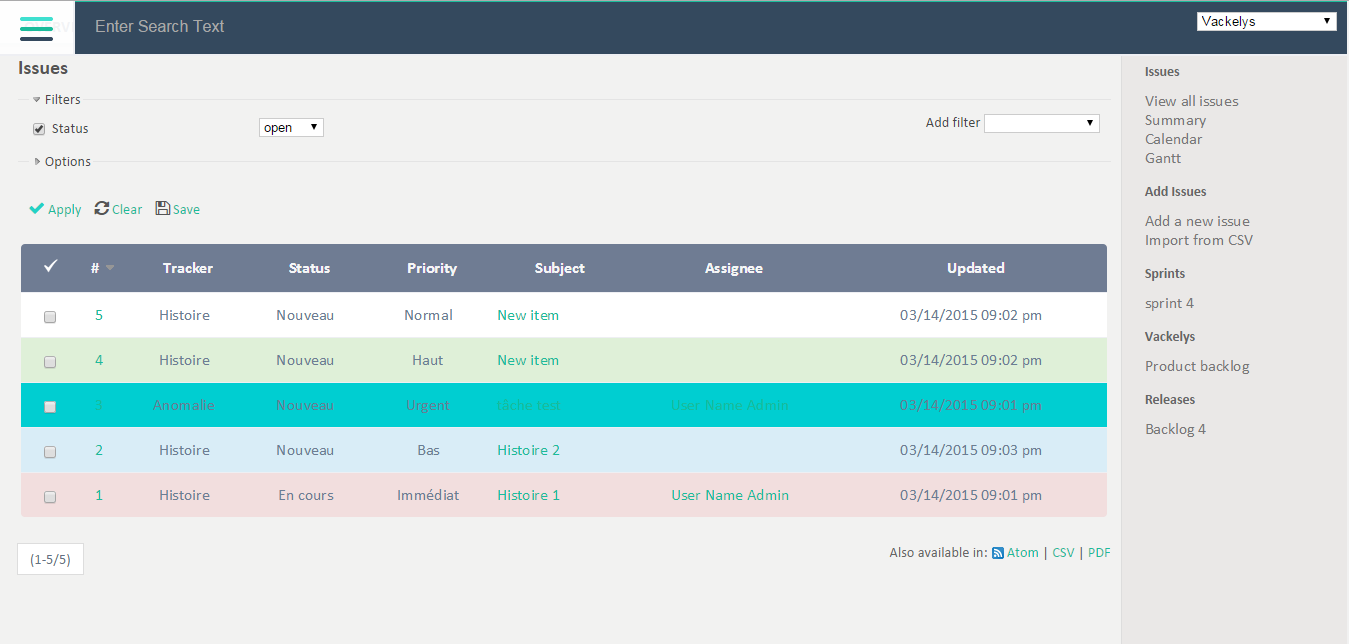 Enter Search Text
Vackelys
Issues
Filters
Status open Add filter
Options
Apply Clear Save
# Tracker Status Priority Subject Assignee Updated
5 Histoire Nouveau Normal New item 03/14/2015 09:02 pm
4 Histoire Nouveau Haut New item 03/14/2015 09:02 pm
3 Anomalie Nouveau Urgent tâche test User Name Admin 03/14/2015 09:01 pm
2 Histoire Nouveau Bas Histoire 2 03/14/2015 09:03 pm
1 Histoire En cours Immédiat Histoire 1 User Name Admin 03/14/2015 09:01 pm
(1-5/5)
Also available in: Atom | CSV | PDF
Issues
View all issues
Summary
Calendar
Gantt
Add Issues
Add a new issue
Import from CSV
Sprints
sprint 4
Vackelys
Product backlog
Releases
Backlog 4